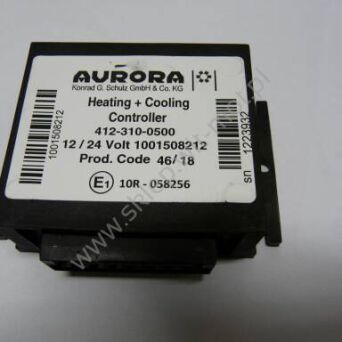 AURORA
Konrad G. Schulz GmbH & Co. KG
Heating + Cooling
Controller
412-310-0500
12 / 24 Volt 1001508212
Prod. Code 46/18
E1 10R - 058256
1001508212
sn 1223932